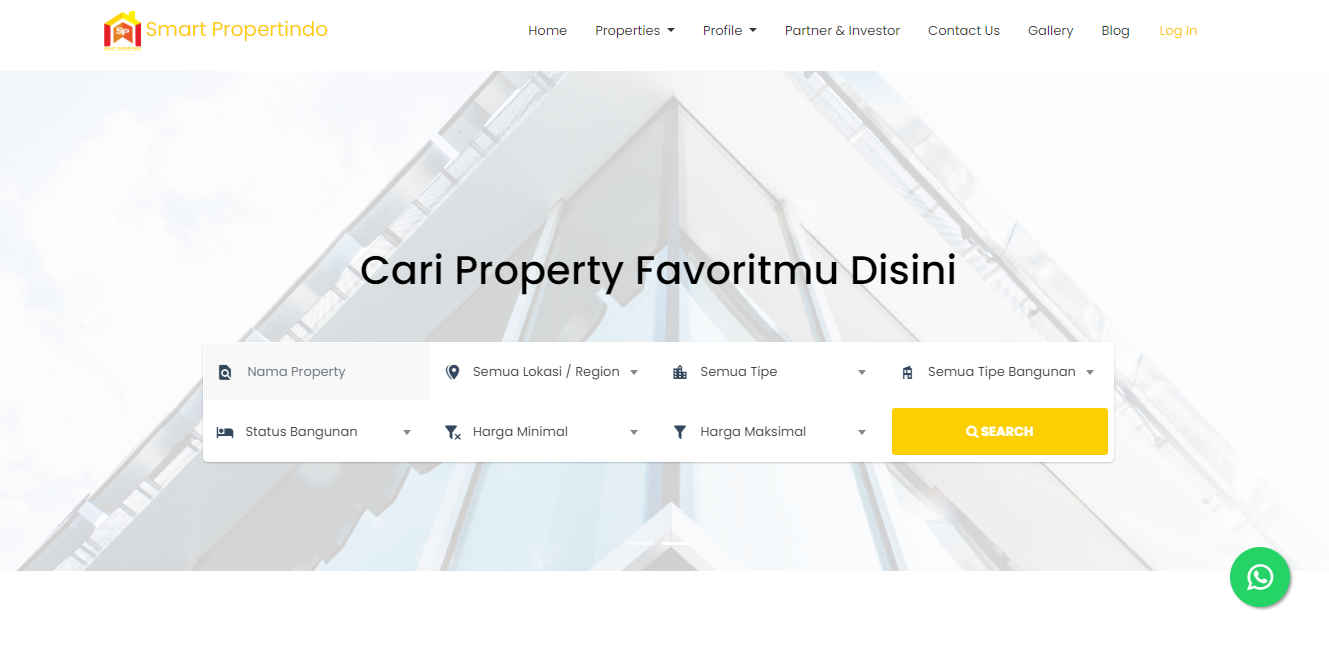 SP
Smart Propertindo
Home Properties Profile Partner & Investor Contact Us Gallery Blog Log In
Cari Property Favoritmu Disini
Nama Property Semua Lokasi / Region Semua Tipe Semua Tipe Bangunan
Status Bangunan Harga Minimal Harga Maksimal SEARCH